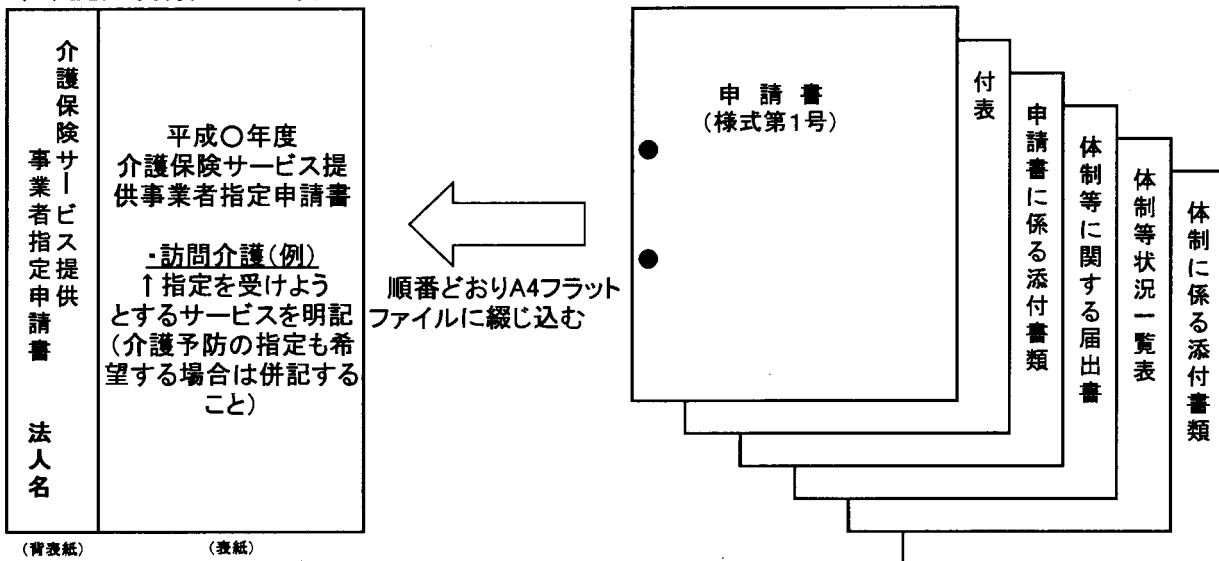 介護保険サービス提供
事業者指定申請書　　法人名
平成〇年度
介護保険サービス提
供事業者指定申請書
・訪問介護(例)
↑指定を受けよう
とするサービスを明記
(介護予防の指定も希
望する場合は併記する
こと)
(背表紙)
(表紙)
順番どおりA4フラット
ファイルに綴じ込む
申請書
(様式第1号)
付表
申請書に係る添付書類
体制等に関する届出書
体制等状況一覧表
体制に係る添付書類